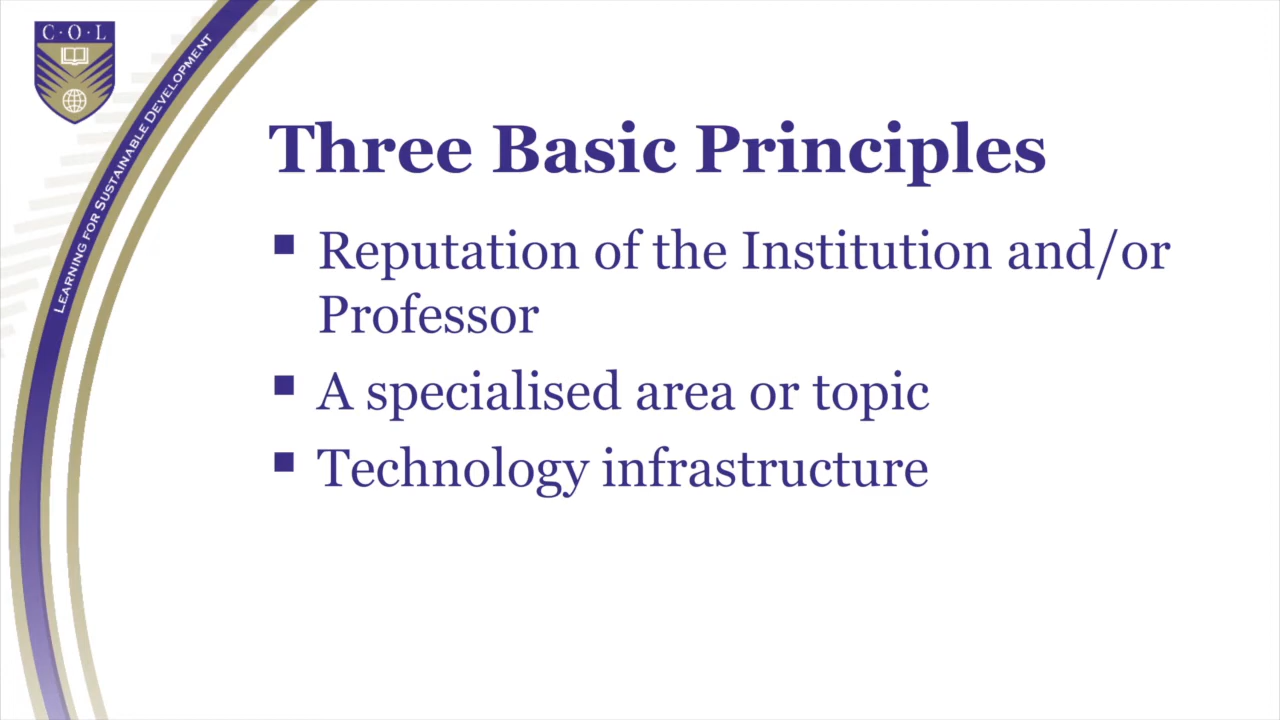 C·O·L
LEARNING FOR SUSTAINABLE DEVELOPMENT
Three Basic Principles
▪ Reputation of the Institution and/or
Professor
▪ A specialised area or topic
▪ Technology infrastructure